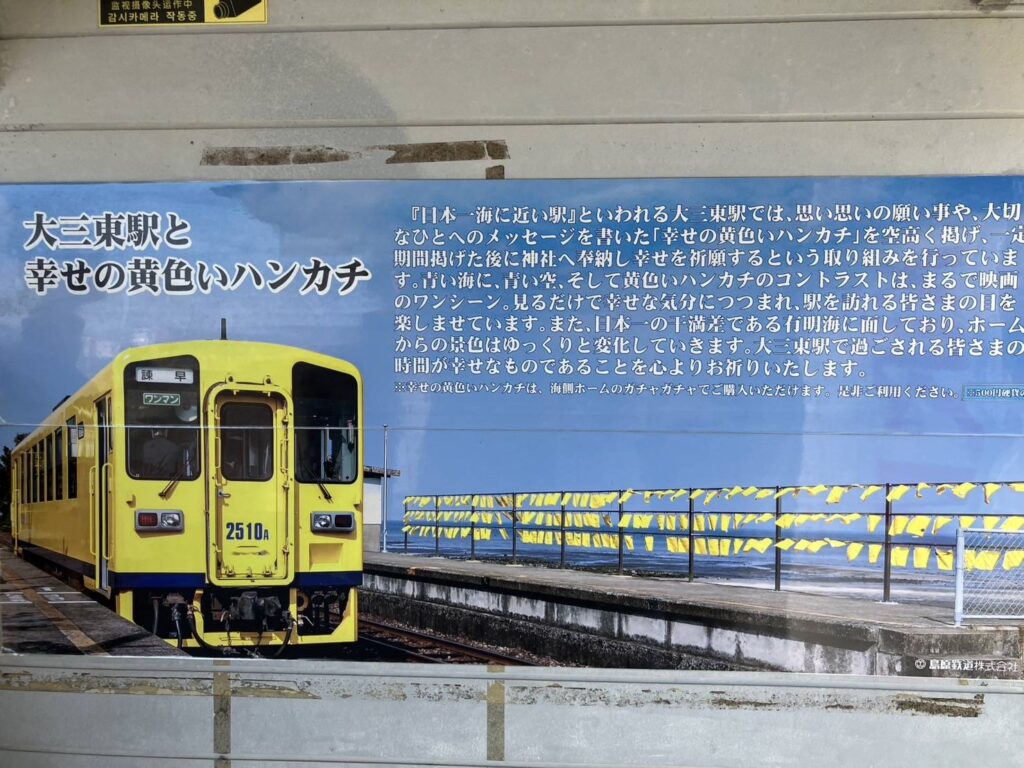 监视摄像头运作中
감시카메라 작동중
大三東駅と
幸せの黄色いハンカチ
『日本一海に近い駅』といわれる大三東駅では、思い思いの願い事や、大切
なひとへのメッセージを書いた「幸せの黄色いハンカチ」を空高く掲げ、一定
期間掲げた後に神社へ奉納し幸せを祈願するという取り組みを行っていま
す。青い海に、青い空、そして黄色いハンカチのコントラストは、まるで映画
のワンシーン。見るだけで幸せな気分につつまれ、駅を訪れる皆さまの目を
楽しませています。また、日本一の干満差である有明海に面しており、ホーム
からの景色はゆっくりと変化していきます。大三東駅で過ごされる皆さまの
時間が幸せなものであることを心よりお祈りいたします。
※幸せの黄色いハンカチは、海側ホームのガチャガチャでご購入いただけます。是非ご利用ください。
※500円硬貨の
諫早
ワンマン
2510A
島原鉄道株式会社